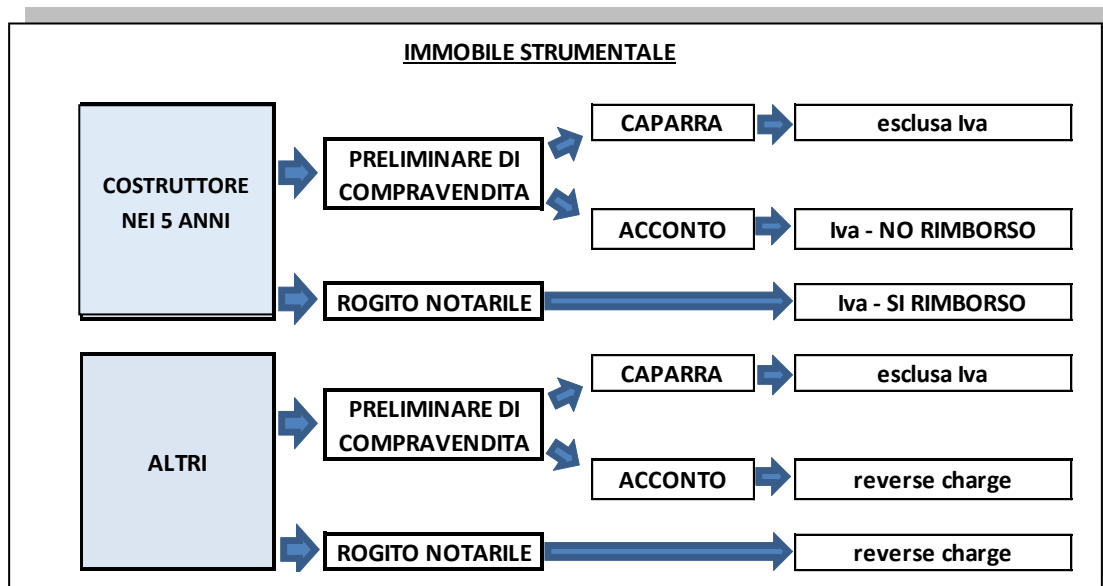 IMMOBILE STRUMENTALE
COSTRUTTORE
NEI 5 ANNI
PRELIMINARE DI
COMPRAVENDITA
CAPARRA
esclusa Iva
ACCONTO
Iva - NO RIMBORSO
ROGITO NOTARILE
Iva - SI RIMBORSO
ALTRI
PRELIMINARE DI
COMPRAVENDITA
CAPARRA
esclusa Iva
ACCONTO
reverse charge
ROGITO NOTARILE
reverse charge